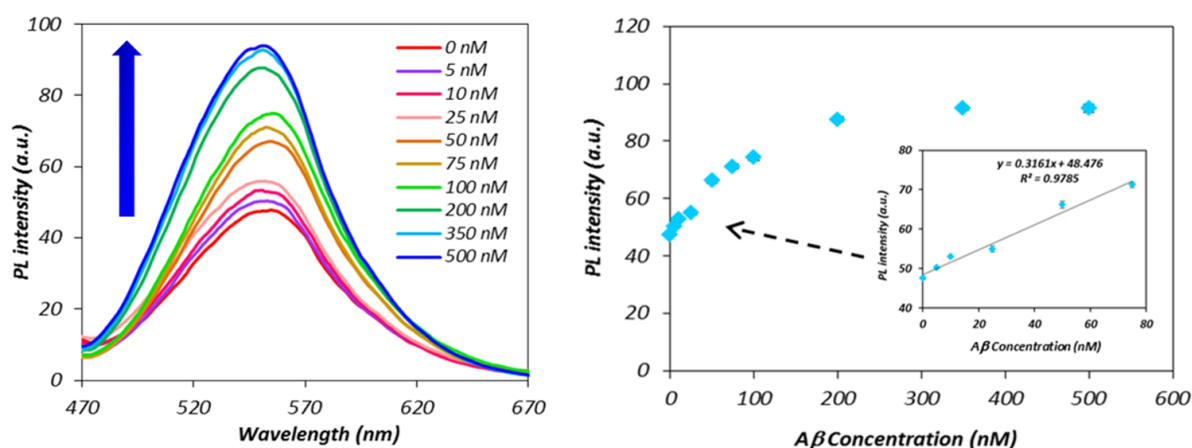 100
80
60
40
20
0
PL intensity (a.u.)
470
520
570
620
670
Wavelength (nm)
0 nM
5 nM
10 nM
25 nM
50 nM
75 nM
100 nM
200 nM
350 nM
500 nM
120
100
80
60
40
20
0
PL intensity (a.u.)
0
100
200
300
400
500
600
Aβ Concentration (nM)
80
70
60
50
40
PL intensity (a.u.)
y = 0.3161x + 48.476
R² = 0.9785
0
20
40
60
80
Aβ Concentration (nM)